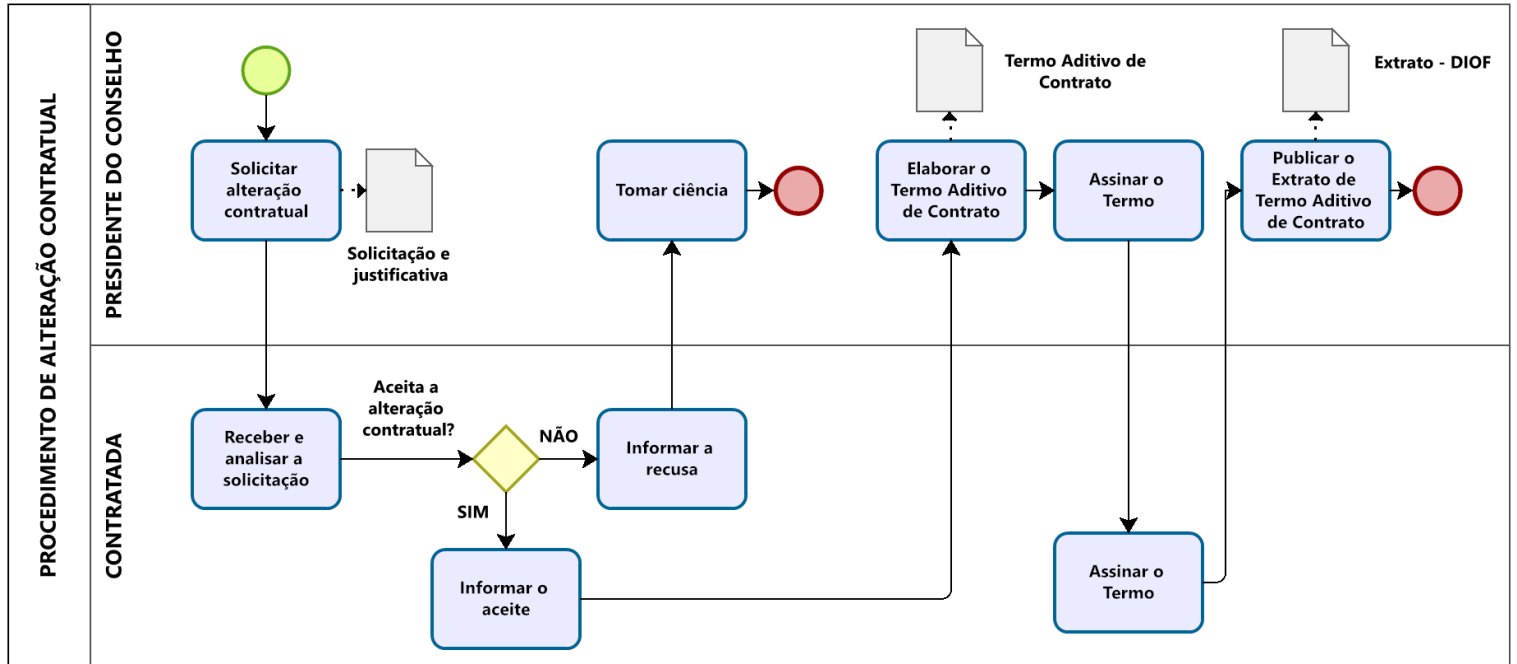 PROCEDIMENTO DE ALTERAÇÃO CONTRATUAL
PRESIDENTE DO CONSELHO
Solicitar
alteração
contratual
Solicitação e
justificativa
Tomar ciência
Termo Aditivo de
Contrato
Elaborar o
Termo Aditivo
de Contrato
Assinar o
Termo
Extrato - DIOF
Publicar o
Extrato de
Termo Aditivo
de Contrato
CONTRATADA
Receber e
analisar a
solicitação
Aceita a
alteração
contratual?
NÃO
SIM
Informar a
recusa
Informar o
aceite
Assinar o
Termo